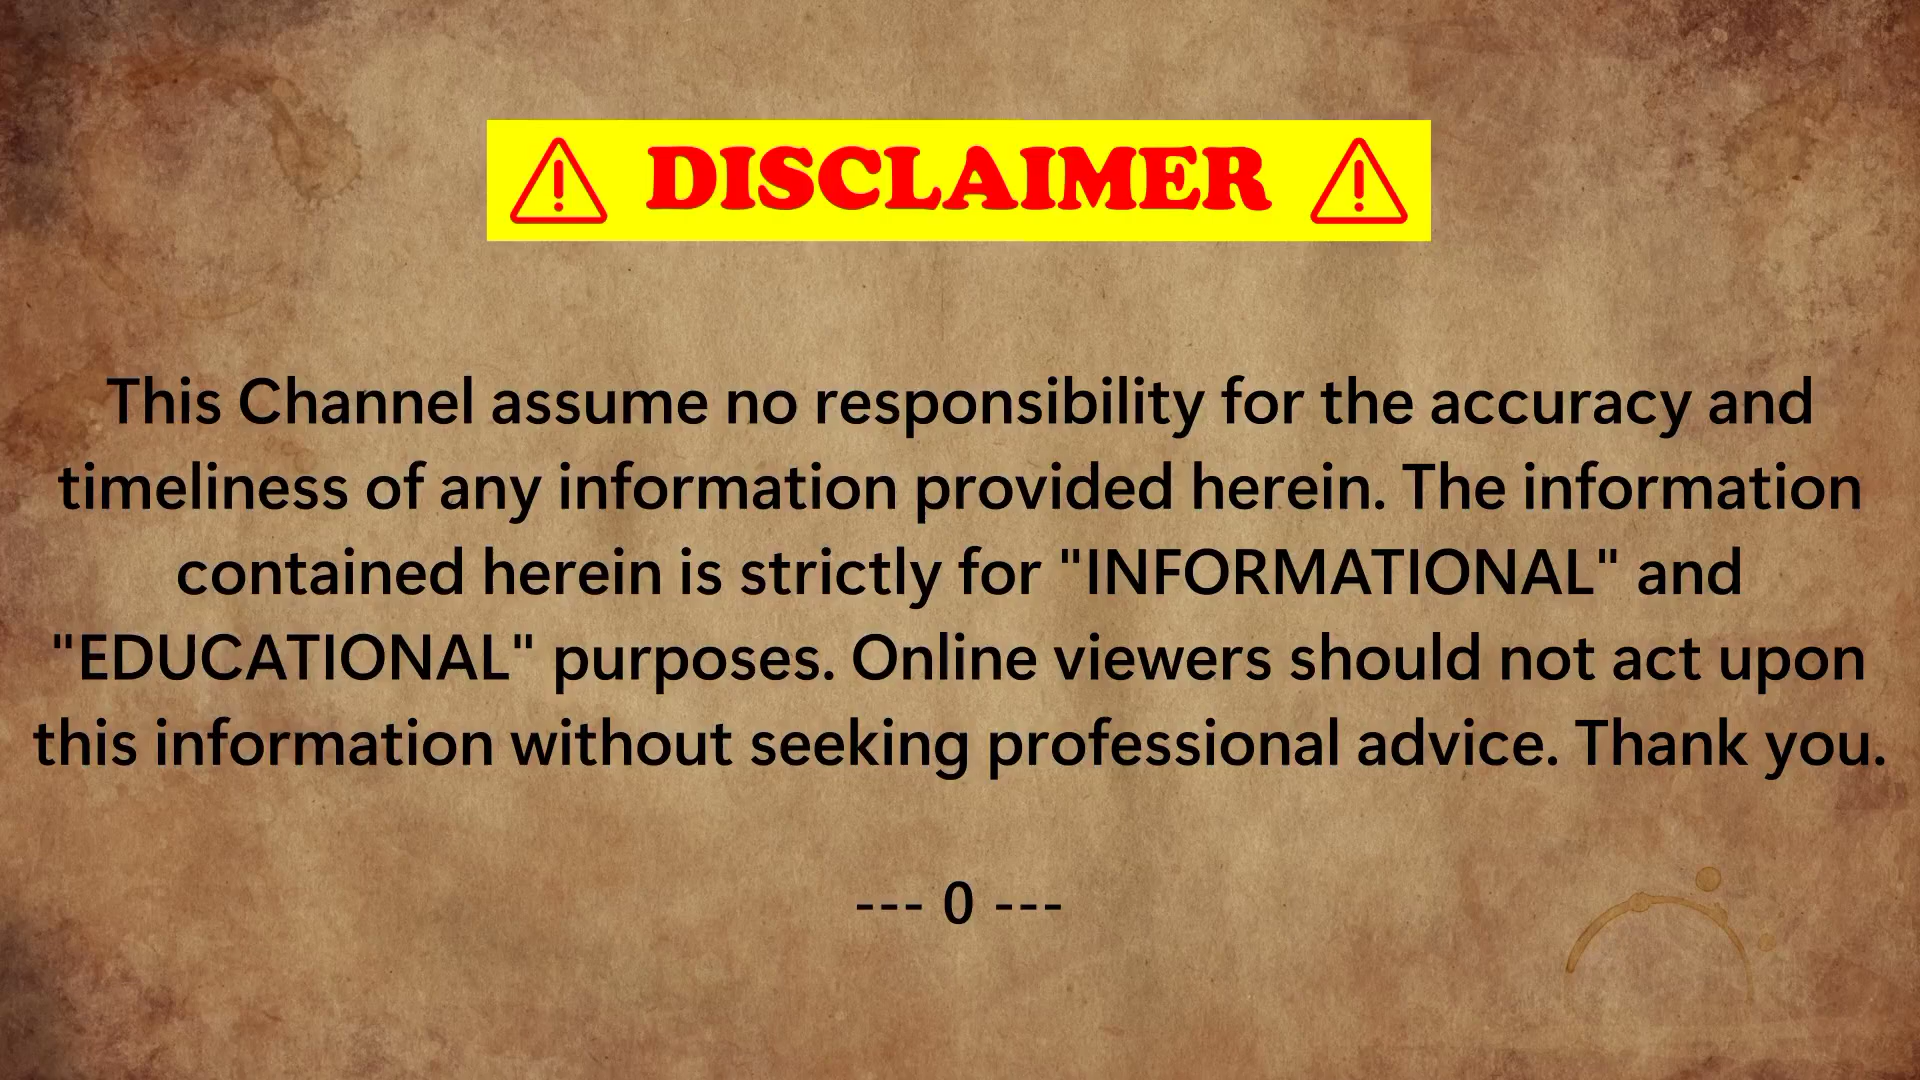 DISCLAIMER
This Channel assume no responsibility for the accuracy and
timeliness of any information provided herein. The information
contained herein is strictly for "INFORMATIONAL" and
"EDUCATIONAL" purposes. Online viewers should not act upon
this information without seeking professional advice. Thank you.
--- 0 ---